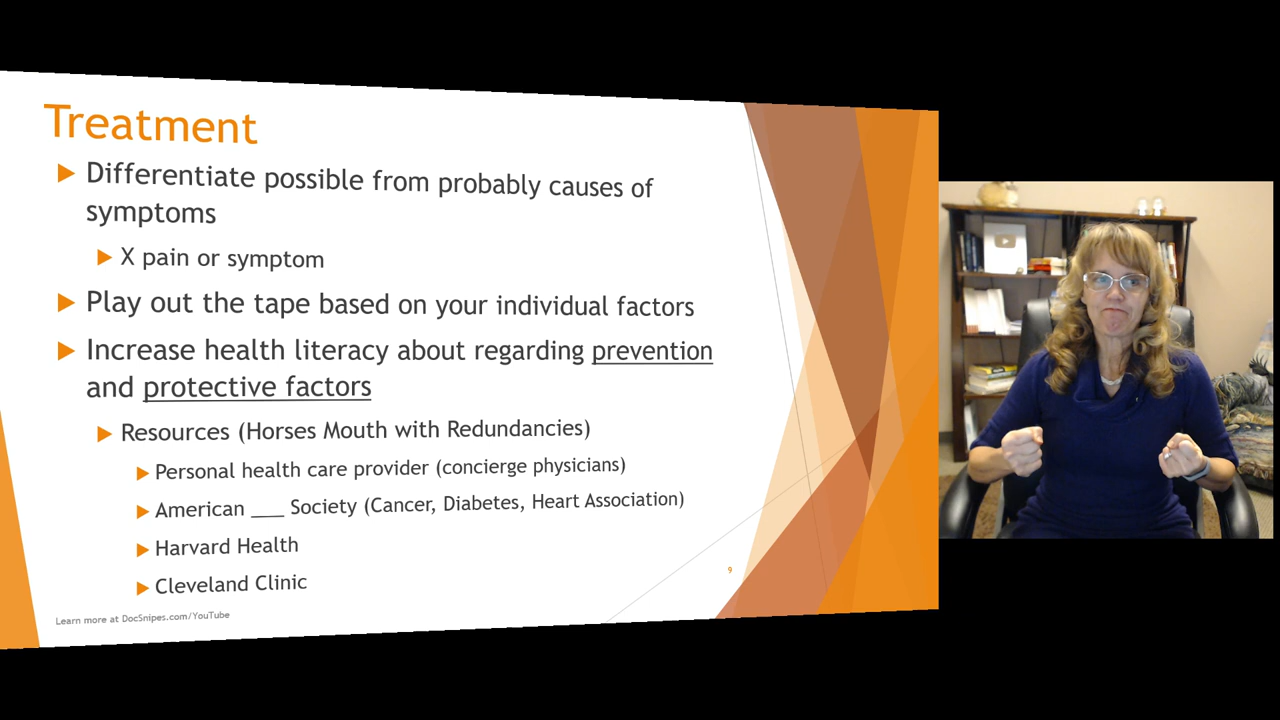 Treatment
Differentiate possible from probably causes of
symptoms
X pain or symptom
Play out the tape based on your individual factors
Increase health literacy about regarding prevention
and protective factors
Resources (Horses Mouth with Redundancies)
Personal health care provider (concierge physicians)
American ___ Society (Cancer, Diabetes, Heart Association)
Harvard Health
Cleveland Clinic
9
Learn more at DocSnipes.com/YouTube